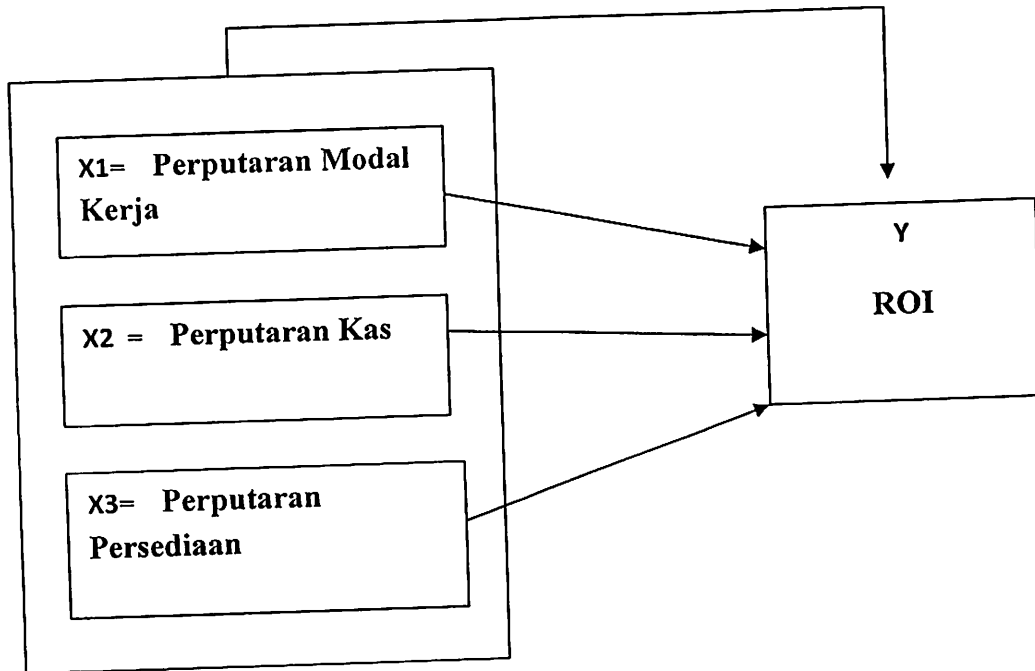 X1= Perputaran Modal
Kerja
X2 = Perputaran Kas
X3= Perputaran
Persediaan
Y
ROI